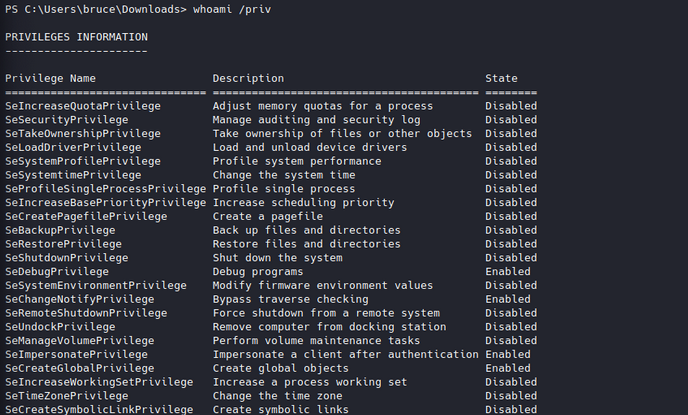 PS C:\Users\bruce\Downloads> whoami /priv
PRIVILEGES INFORMATION
----------------------
Privilege Name Description State
============================= ========================================= ========
SeIncreaseQuotaPrivilege Adjust memory quotas for a process Disabled
SeSecurityPrivilege Manage auditing and security log Disabled
SeTakeOwnershipPrivilege Take ownership of files or other objects Disabled
SeLoadDriverPrivilege Load and unload device drivers Disabled
SeSystemProfilePrivilege Profile system performance Disabled
SeSystemtimePrivilege Change the system time Disabled
SeProfileSingleProcessPrivilege Profile single process Disabled
SeIncreaseBasePriorityPrivilege Increase scheduling priority Disabled
SeCreatePagefilePrivilege Create a pagefile Disabled
SeBackupPrivilege Back up files and directories Disabled
SeRestorePrivilege Restore files and directories Disabled
SeShutdownPrivilege Shut down the system Disabled
SeDebugPrivilege Debug programs Enabled
SeSystemEnvironmentPrivilege Modify firmware environment values Disabled
SeChangeNotifyPrivilege Bypass traverse checking Enabled
SeRemoteShutdownPrivilege Force shutdown from a remote system Disabled
SeUndockPrivilege Remove computer from docking station Disabled
SeManageVolumePrivilege Perform volume maintenance tasks Disabled
SeImpersonatePrivilege Impersonate a client after authentication Enabled
SeCreateGlobalPrivilege Create global objects Enabled
SeIncreaseWorkingSetPrivilege Increase a process working set Disabled
SeTimeZonePrivilege Change the time zone Disabled
SeCreateSymbolicLinkPrivilege Create symbolic links Disabled